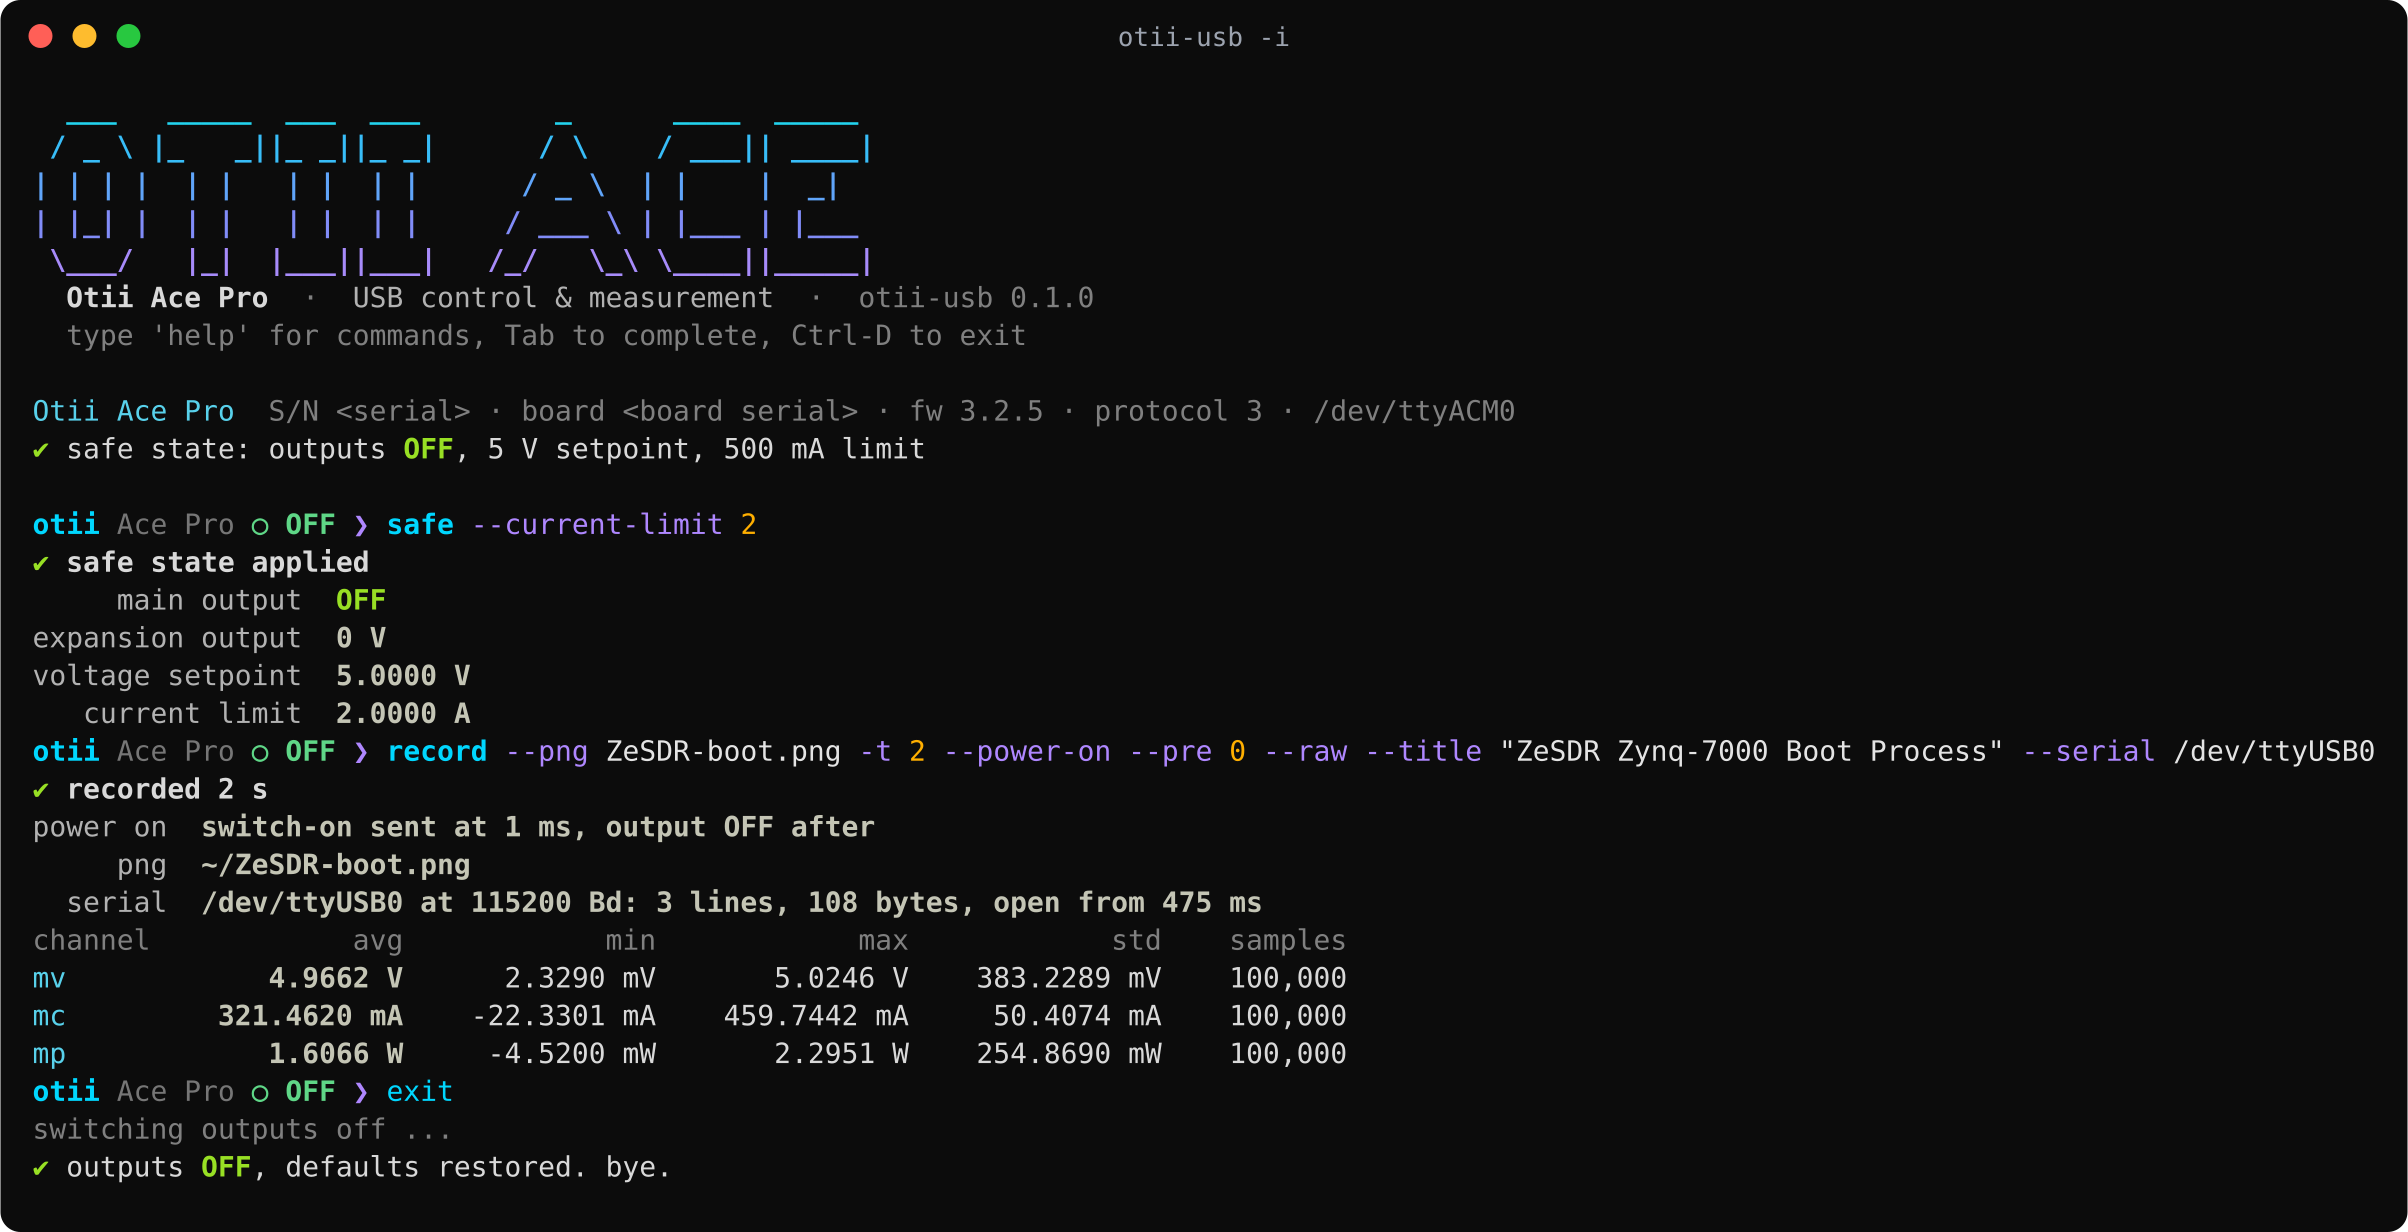 otii-usb -i
OTII ACE
Otii Ace Pro · USB control & measurement · otii-usb 0.1.0
type 'help' for commands, Tab to complete, Ctrl-D to exit
Otii Ace Pro S/N <serial> · board <board serial> · fw 3.2.5 · protocol 3 · /dev/ttyACM0
✔ safe state: outputs OFF, 5 V setpoint, 500 mA limit
otii Ace Pro ○ OFF ❯ safe --current-limit 2
✔ safe state applied
main output OFF
expansion output 0 V
voltage setpoint 5.0000 V
current limit 2.0000 A
otii Ace Pro ○ OFF ❯ record --png ZeSDR-boot.png -t 2 --power-on --pre 0 --raw --title "ZeSDR Zynq-7000 Boot Process" --serial /dev/ttyUSB0
✔ recorded 2 s
power on switch-on sent at 1 ms, output OFF after
png ~/ZeSDR-boot.png
serial /dev/ttyUSB0 at 115200 Bd: 3 lines, 108 bytes, open from 475 ms
channel avg min max std samples
mv 4.9662 V 2.3290 mV 5.0246 V 383.2289 mV 100,000
mc 321.4620 mA -22.3301 mA 459.7442 mA 50.4074 mA 100,000
mp 1.6066 W -4.5200 mW 2.2951 W 254.8690 mW 100,000
otii Ace Pro ○ OFF ❯ exit
switching outputs off ...
✔ outputs OFF, defaults restored. bye.